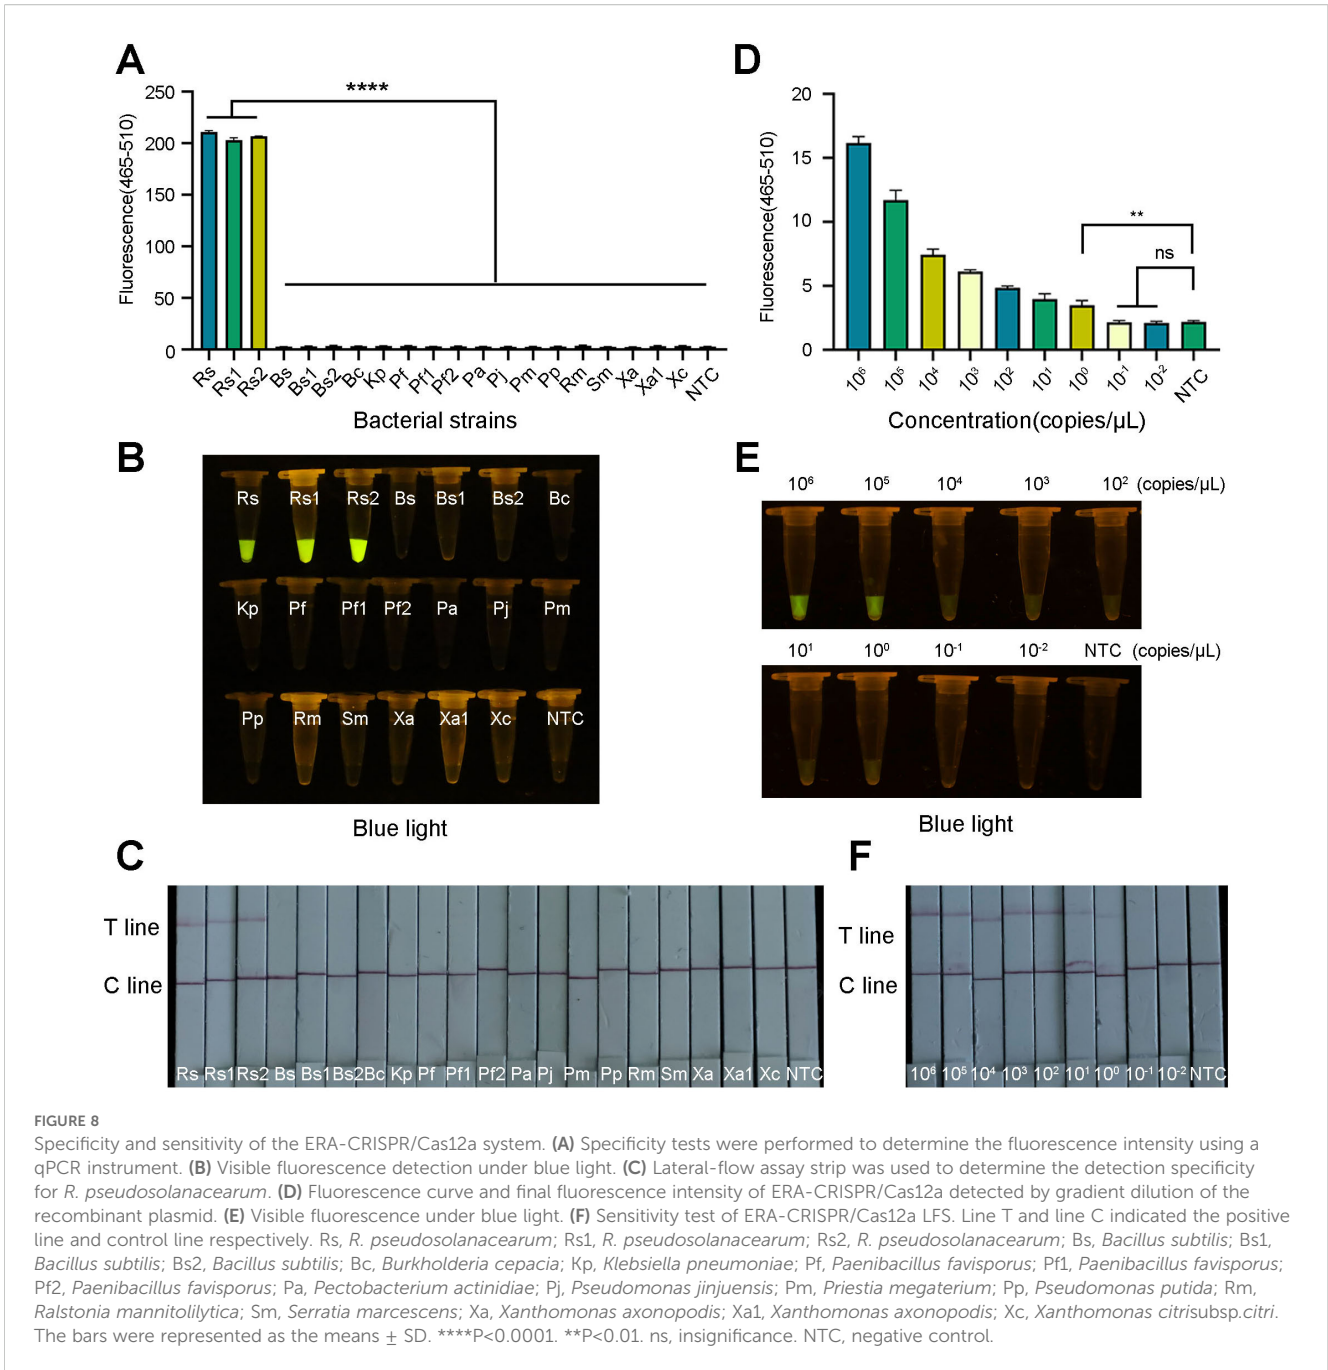 A
Fluorescence(465-510)
250
200
150
100
50
0
****
Rs Rs1 Rs2 Bs Bs1 Bs2 Bc Kp Pf Pf1 Pf2 Pa Pj Pm Pp Rm Sm Xa Xa1 Xc NTC
Bacterial strains
D
Fluorescence(465-510)
20
15
10
5
0
**
ns
10⁶ 10⁵ 10⁴ 10³ 10² 10¹ 10⁰ 10⁻¹ 10⁻² NTC
Concentration(copies/µL)
B
Rs Rs1 Rs2 Bs Bs1 Bs2 Bc
Kp Pf Pf1 Pf2 Pa Pj Pm
Pp Rm Sm Xa Xa1 Xc NTC
Blue light
E
10⁶ 10⁵ 10⁴ 10³ 10² (copies/µL)
10¹ 10⁰ 10⁻¹ 10⁻² NTC (copies/µL)
Blue light
C
T line
C line
Rs Rs1 Rs2 Bs Bs1 Bs2 Bc Kp Pf Pf1 Pf2 Pa Pj Pm Pp Rm Sm Xa Xa1 Xc NTC
F
T line
C line
10⁶ 10⁵ 10⁴ 10³ 10² 10¹ 10⁰ 10⁻¹ 10⁻² NTC
FIGURE 8
Specificity and sensitivity of the ERA-CRISPR/Cas12a system. (A) Specificity tests were performed to determine the fluorescence intensity using a
qPCR instrument. (B) Visible fluorescence detection under blue light. (C) Lateral-flow assay strip was used to determine the detection specificity
for R. pseudosolanacearum. (D) Fluorescence curve and final fluorescence intensity of ERA-CRISPR/Cas12a detected by gradient dilution of the
recombinant plasmid. (E) Visible fluorescence under blue light. (F) Sensitivity test of ERA-CRISPR/Cas12a LFS. Line T and line C indicated the positive
line and control line respectively. Rs, R. pseudosolanacearum; Rs1, R. pseudosolanacearum; Rs2, R. pseudosolanacearum; Bs, Bacillus subtilis; Bs1,
Bacillus subtilis; Bs2, Bacillus subtilis; Bc, Burkholderia cepacia; Kp, Klebsiella pneumoniae; Pf, Paenibacillus favisporus; Pf1, Paenibacillus favisporus;
Pf2, Paenibacillus favisporus; Pa, Pectobacterium actinidiae; Pj, Pseudomonas jinjuensis; Pm, Priestia megaterium; Pp, Pseudomonas putida; Rm,
Ralstonia mannitolilytica; Sm, Serratia marcescens; Xa, Xanthomonas axonopodis; Xa1, Xanthomonas axonopodis; Xc, Xanthomonas citrisubsp.citri.
The bars were represented as the means ± SD. ****P<0.0001. **P<0.01. ns, insignificance. NTC, negative control.